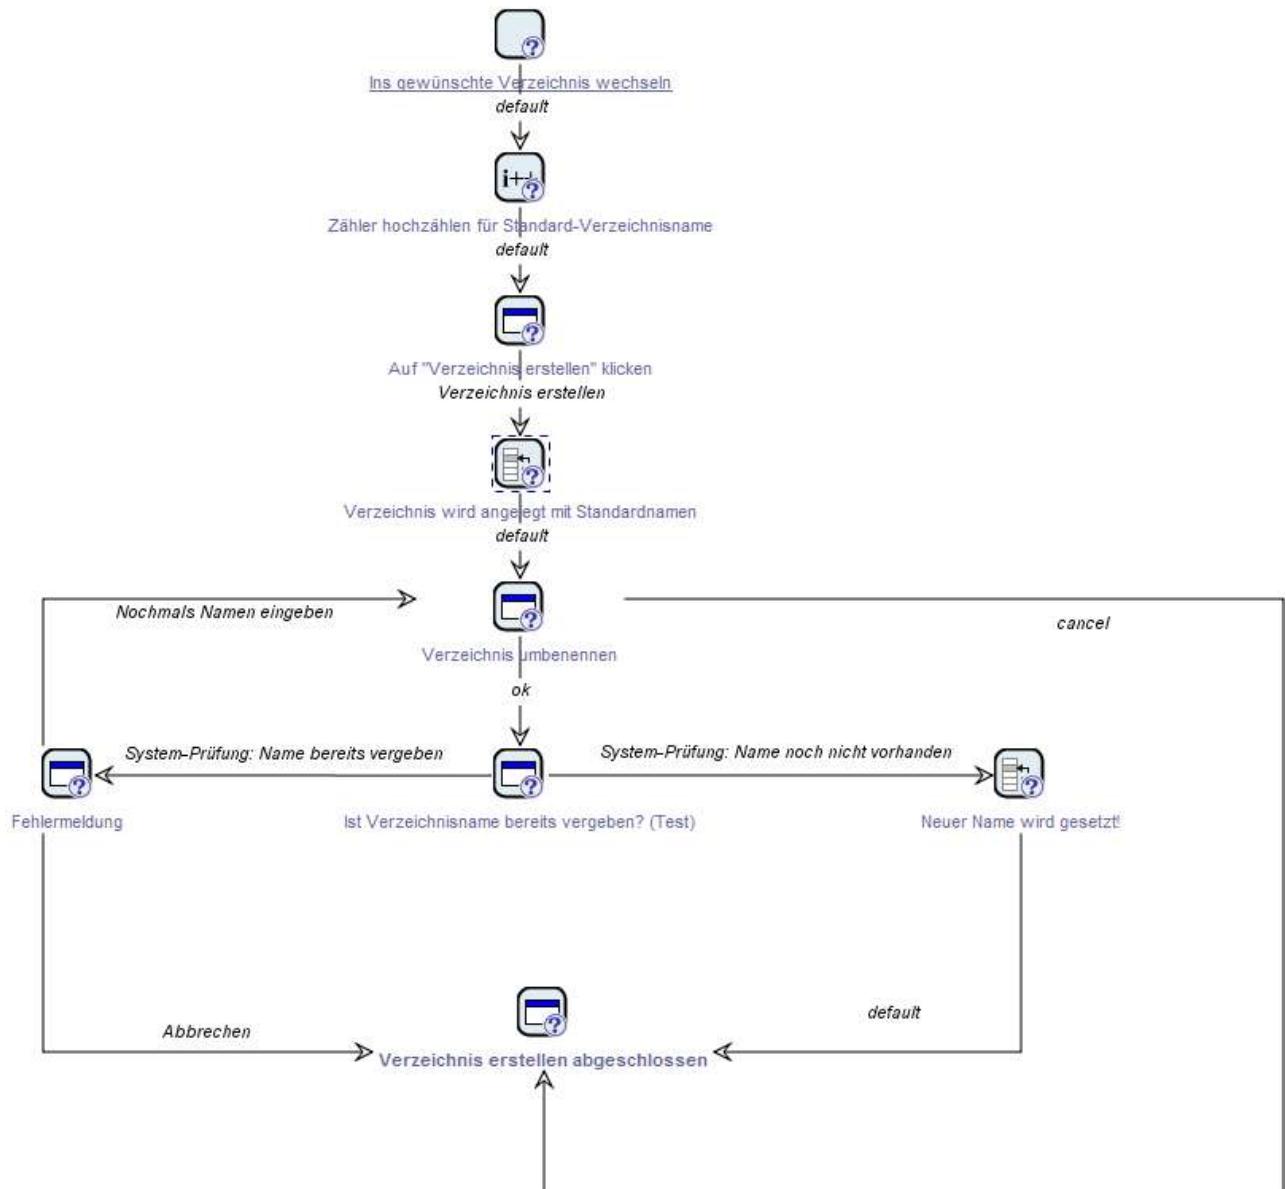 Ins gewünschte Verzeichnis wechseln
default
i++
Zähler hochzählen für Standard-Verzeichnisname
default
Auf "Verzeichnis erstellen" klicken
Verzeichnis erstellen
Verzeichnis wird angelegt mit Standardnamen
default
Nochmals Namen eingeben
cancel
Verzeichnis umbenennen
ok
System-Prüfung: Name bereits vergeben
System-Prüfung: Name noch nicht vorhanden
Fehlermeldung
Ist Verzeichnisname bereits vergeben? (Test)
Neuer Name wird gesetzt!
default
Abbrechen
Verzeichnis erstellen abgeschlossen